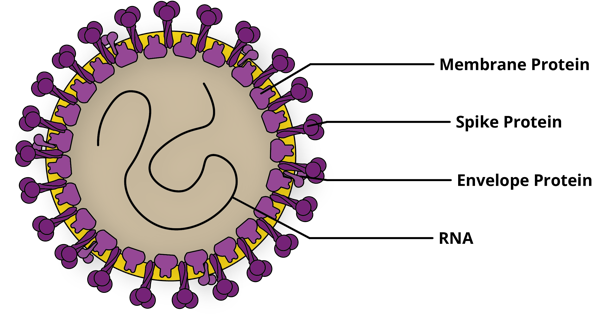 Membrane Protein
Spike Protein
Envelope Protein
RNA